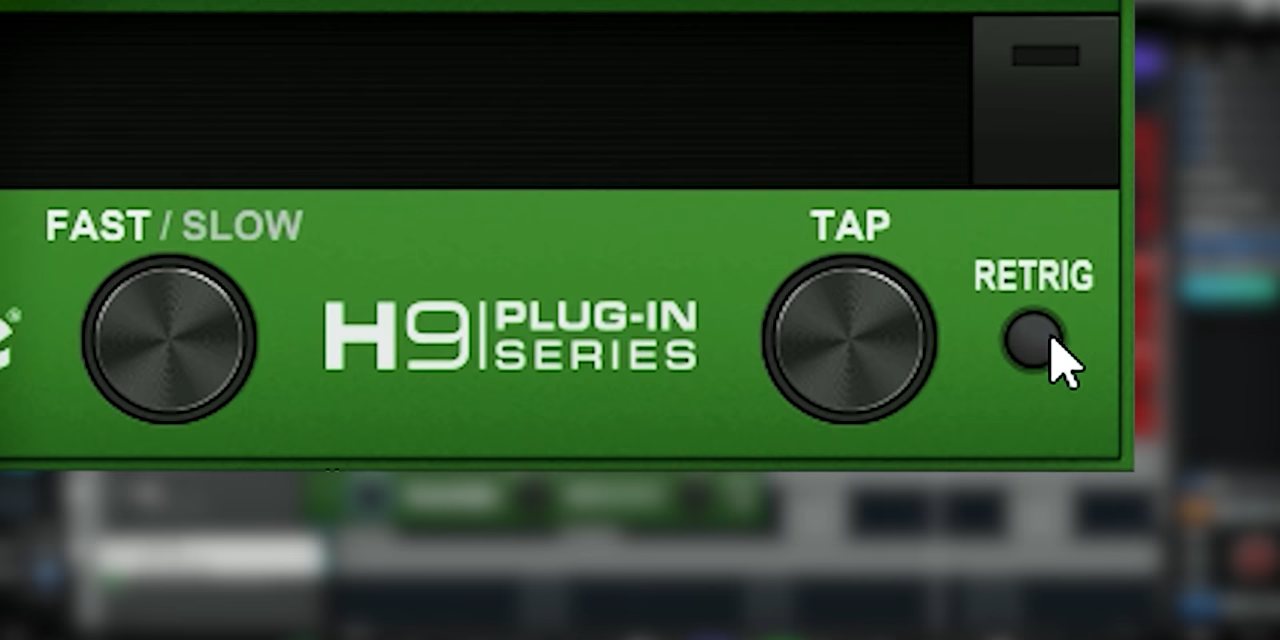 FAST / SLOW
TAP
RETRIG
H9 PLUG-IN
SERIES